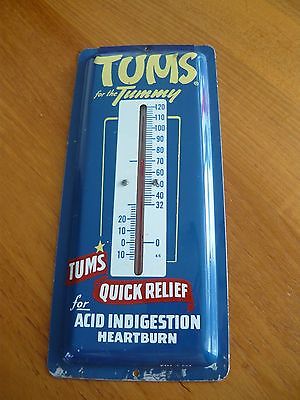 TUMS®
for the Tummy
120
100
90
80
70
60
50
40
32
20
10
0 0
10
TUMS
QUICK RELIEF
for
ACID INDIGESTION
HEARTBURN